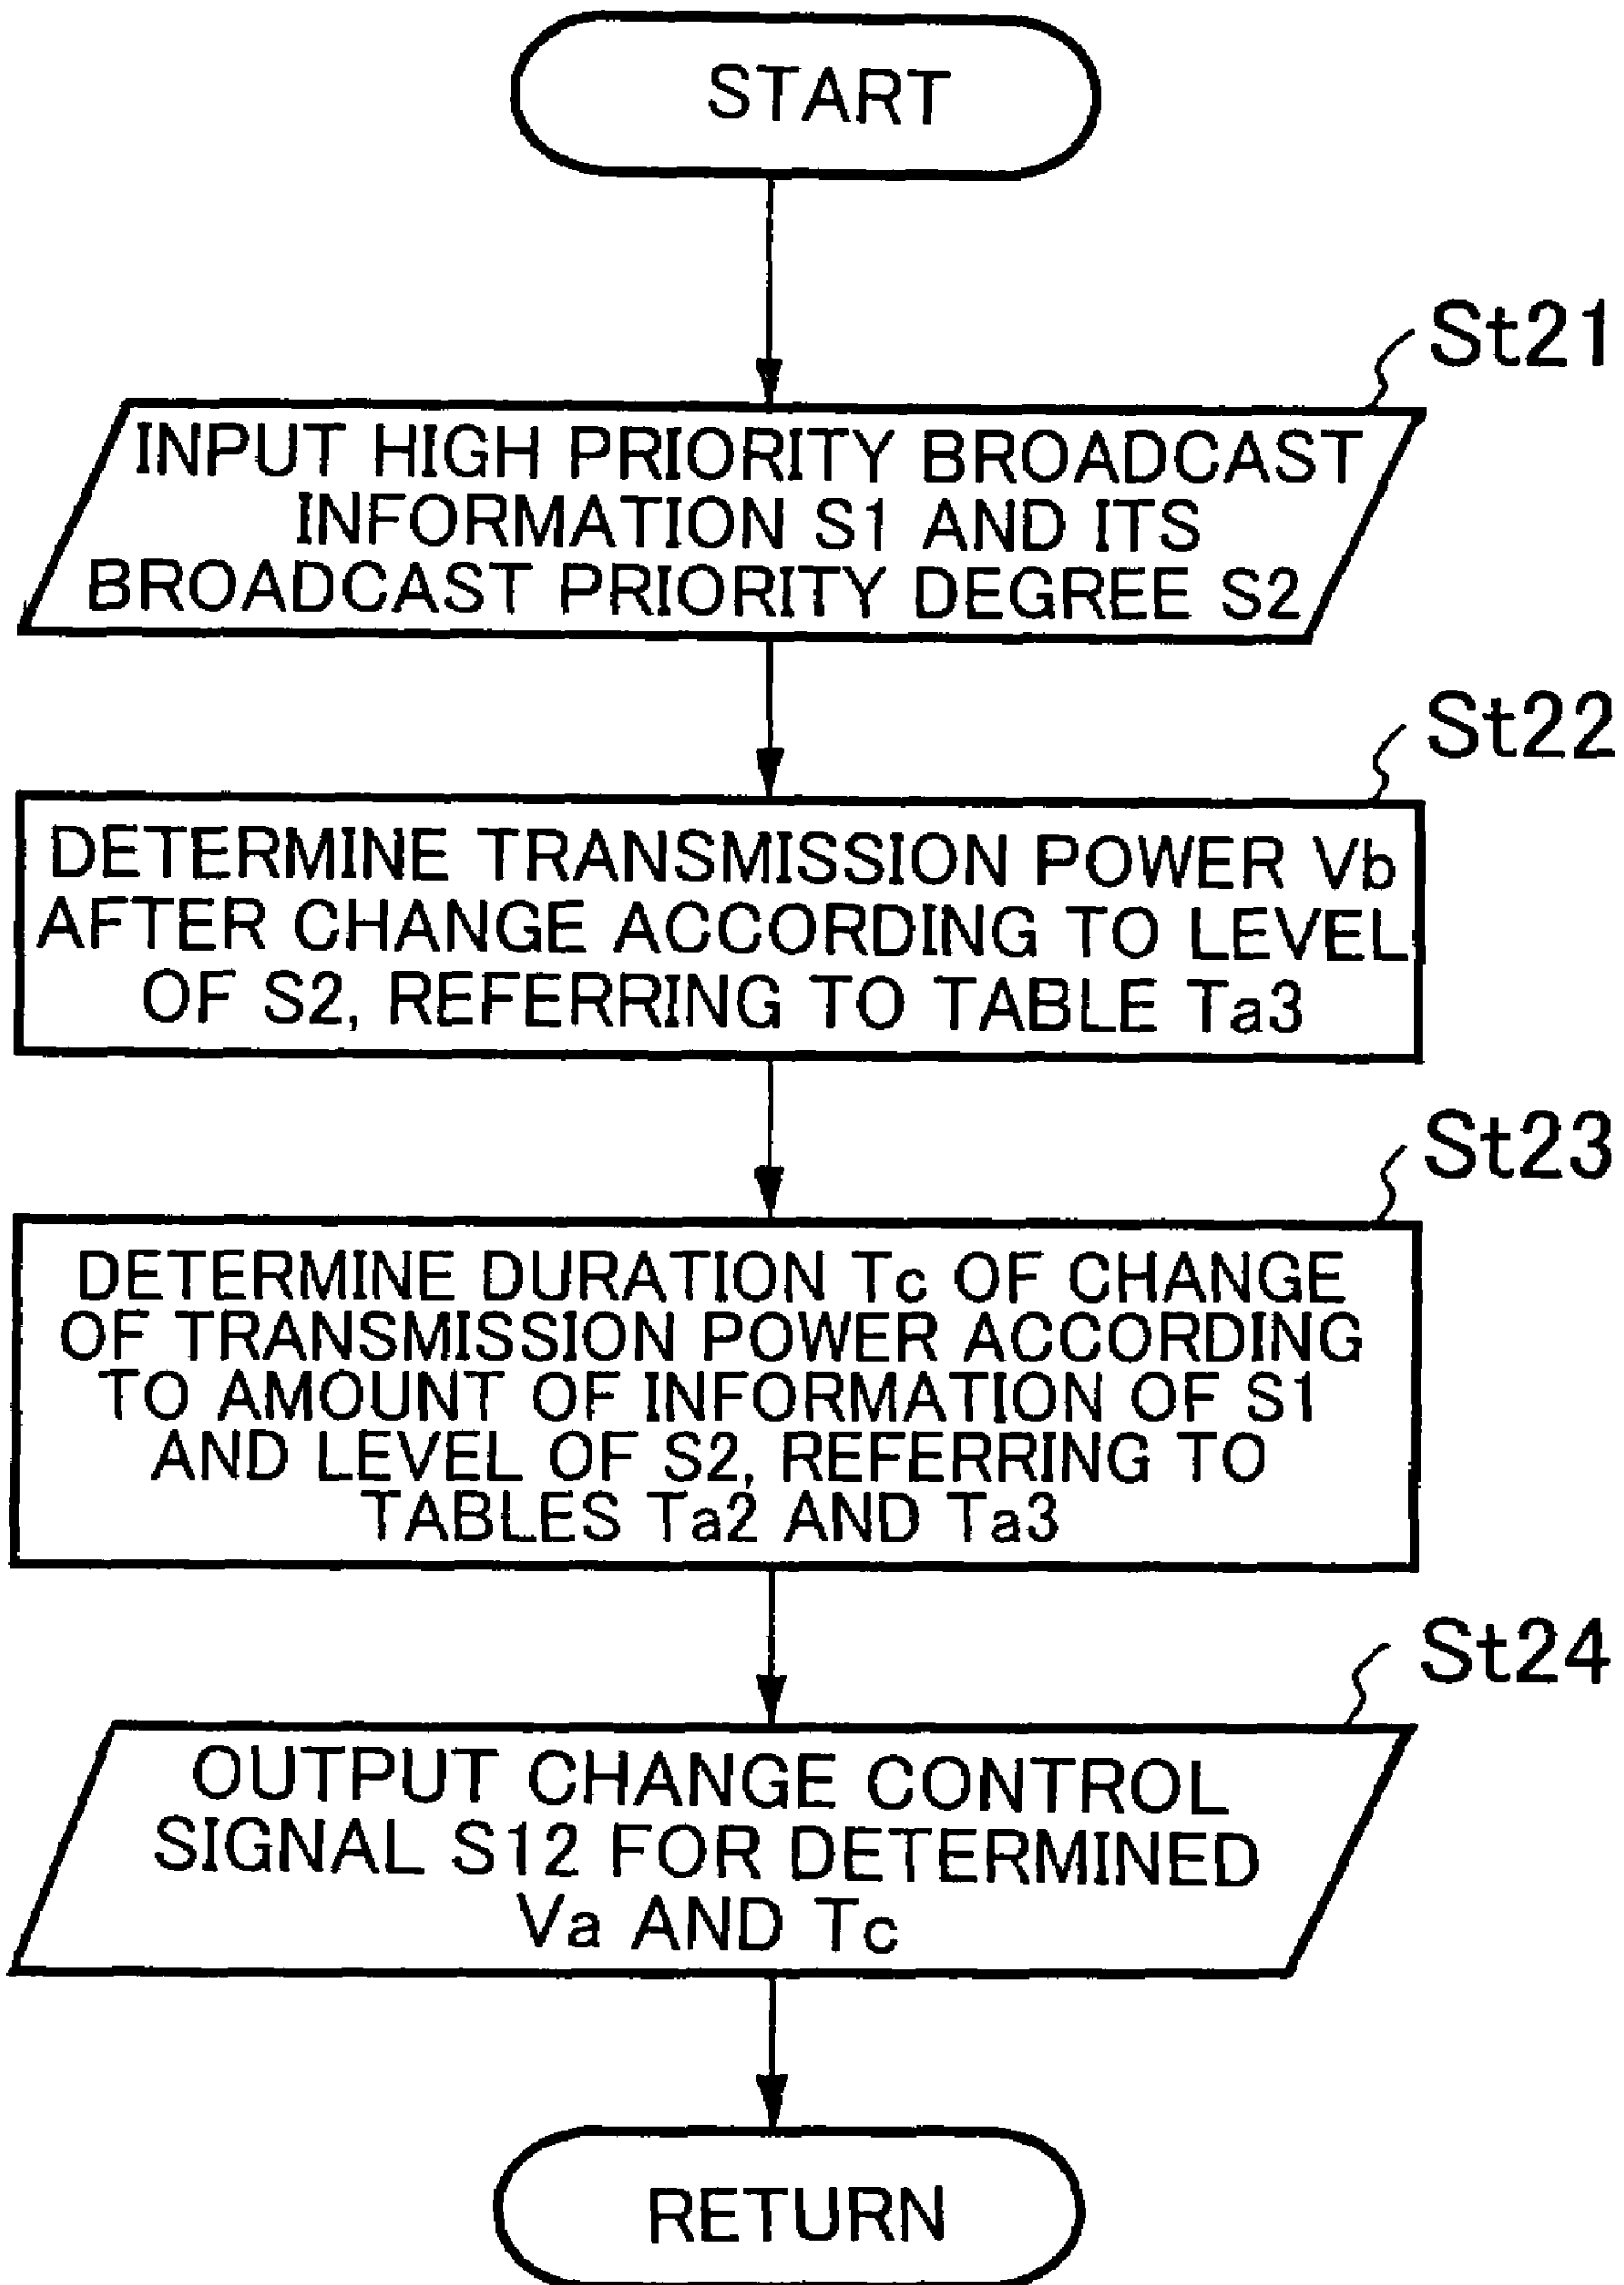 START
St21
INPUT HIGH PRIORITY BROADCAST
INFORMATION S1 AND ITS
BROADCAST PRIORITY DEGREE S2
St22
DETERMINE TRANSMISSION POWER Vb
AFTER CHANGE ACCORDING TO LEVEL
OF S2, REFERRING TO TABLE Ta3
St23
DETERMINE DURATION Tc OF CHANGE
OF TRANSMISSION POWER ACCORDING
TO AMOUNT OF INFORMATION OF S1
AND LEVEL OF S2, REFERRING TO
TABLES Ta2 AND Ta3
St24
OUTPUT CHANGE CONTROL
SIGNAL S12 FOR DETERMINED
Va AND Tc
RETURN